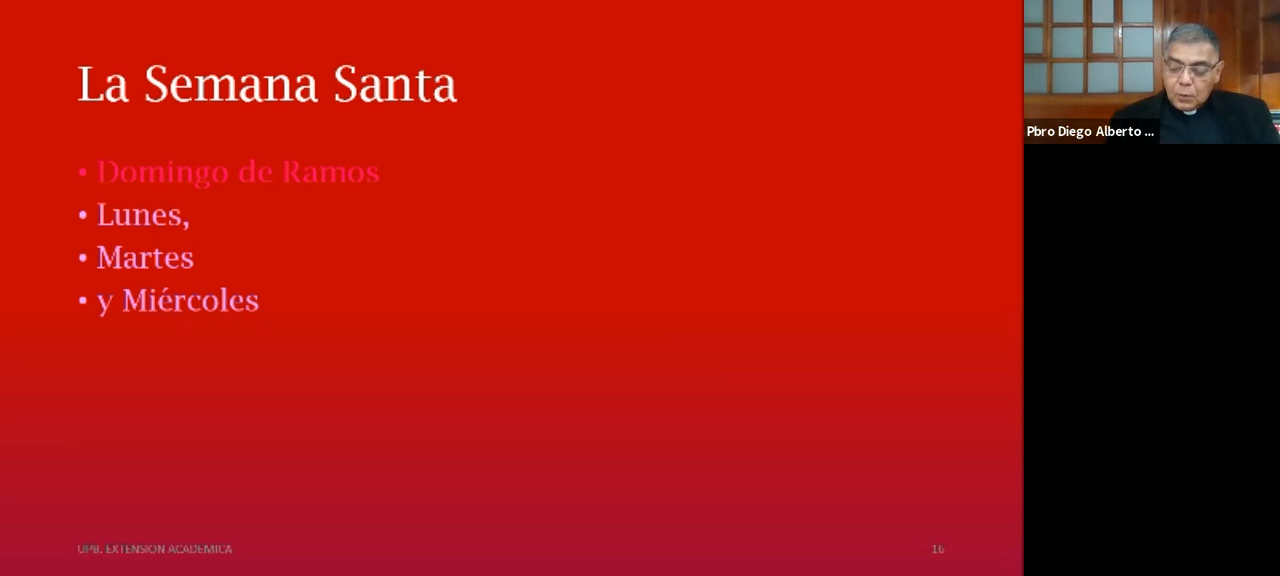 La Semana Santa
• Domingo de Ramos
• Lunes,
• Martes
• y Miércoles
UPB, EXTENSION ACADEMICA
16
Pbro Diego Alberto ...